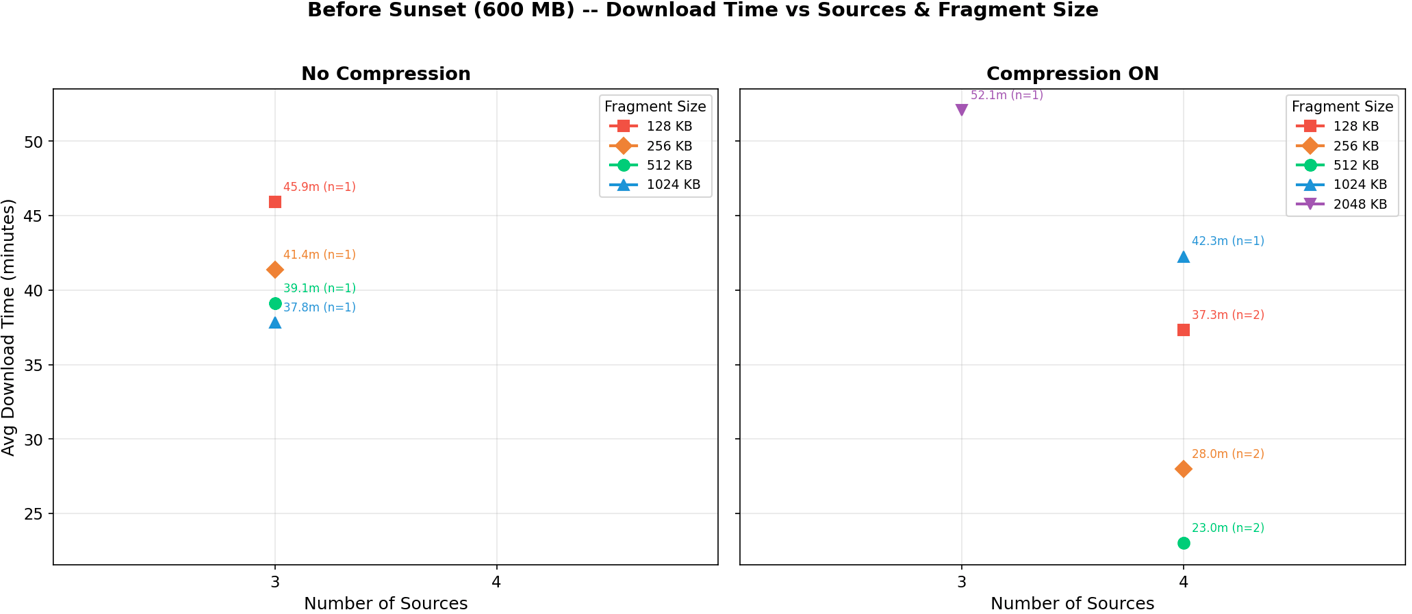 Before Sunset (600 MB) -- Download Time vs Sources & Fragment Size
No Compression
Avg Download Time (minutes)
50
45
40
35
30
25
45.9m (n=1)
41.4m (n=1)
39.1m (n=1)
37.8m (n=1)
Fragment Size
128 KB
256 KB
512 KB
1024 KB
3
4
Number of Sources
Compression ON
52.1m (n=1)
42.3m (n=1)
37.3m (n=2)
28.0m (n=2)
23.0m (n=2)
Fragment Size
128 KB
256 KB
512 KB
1024 KB
2048 KB
3
4
Number of Sources